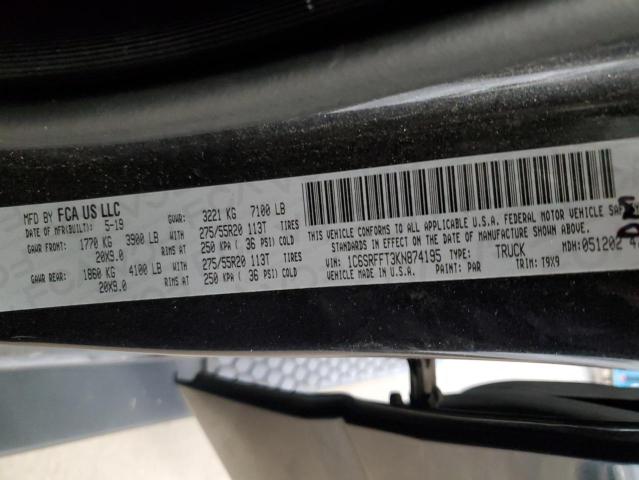 MFD BY FCA US LLC
DATE OF MFR(BUILT): 5-19 GVWR: 3221 KG 7100 LB
GAWR FRONT: 1770 KG 3900 LB WITH 275/55R20 113T TIRES
20X9.0 RIMS AT 250 KPA ( 36 PSI) COLD
GAWR REAR: 1860 KG 4100 LB WITH 275/55R20 113T TIRES
20X9.0 RIMS AT 250 KPA ( 36 PSI) COLD
THIS VEHICLE CONFORMS TO ALL APPLICABLE U.S.A. FEDERAL MOTOR VEHICLE
STANDARDS IN EFFECT ON THE DATE OF MANUFACTURE SHOWN ABOVE.
VIN: 1C6SRFFT3KN874195 TYPE: TRUCK MDH: 051202
VEHICLE MADE IN U.S.A. PAINT: PAR TRIM: T9X9